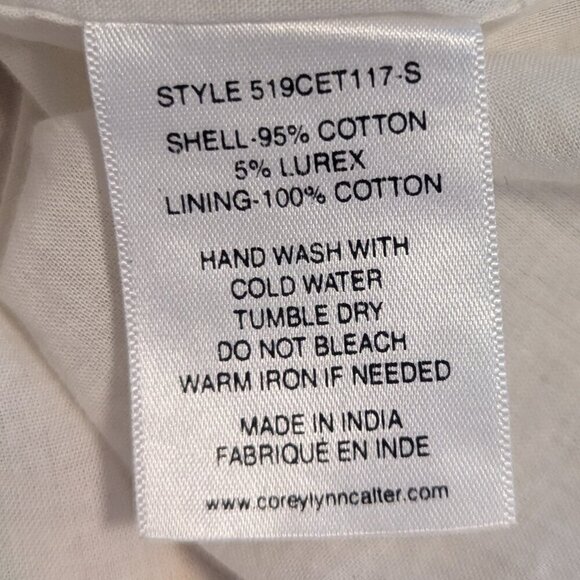 STYLE 519CET117-S
SHELL-95% COTTON
5% LUREX
LINING-100% COTTON
HAND WASH WITH
COLD WATER
TUMBLE DRY
DO NOT BLEACH
WARM IRON IF NEEDED
MADE IN INDIA
FABRIQUE EN INDE
www.coreylynncalter.com